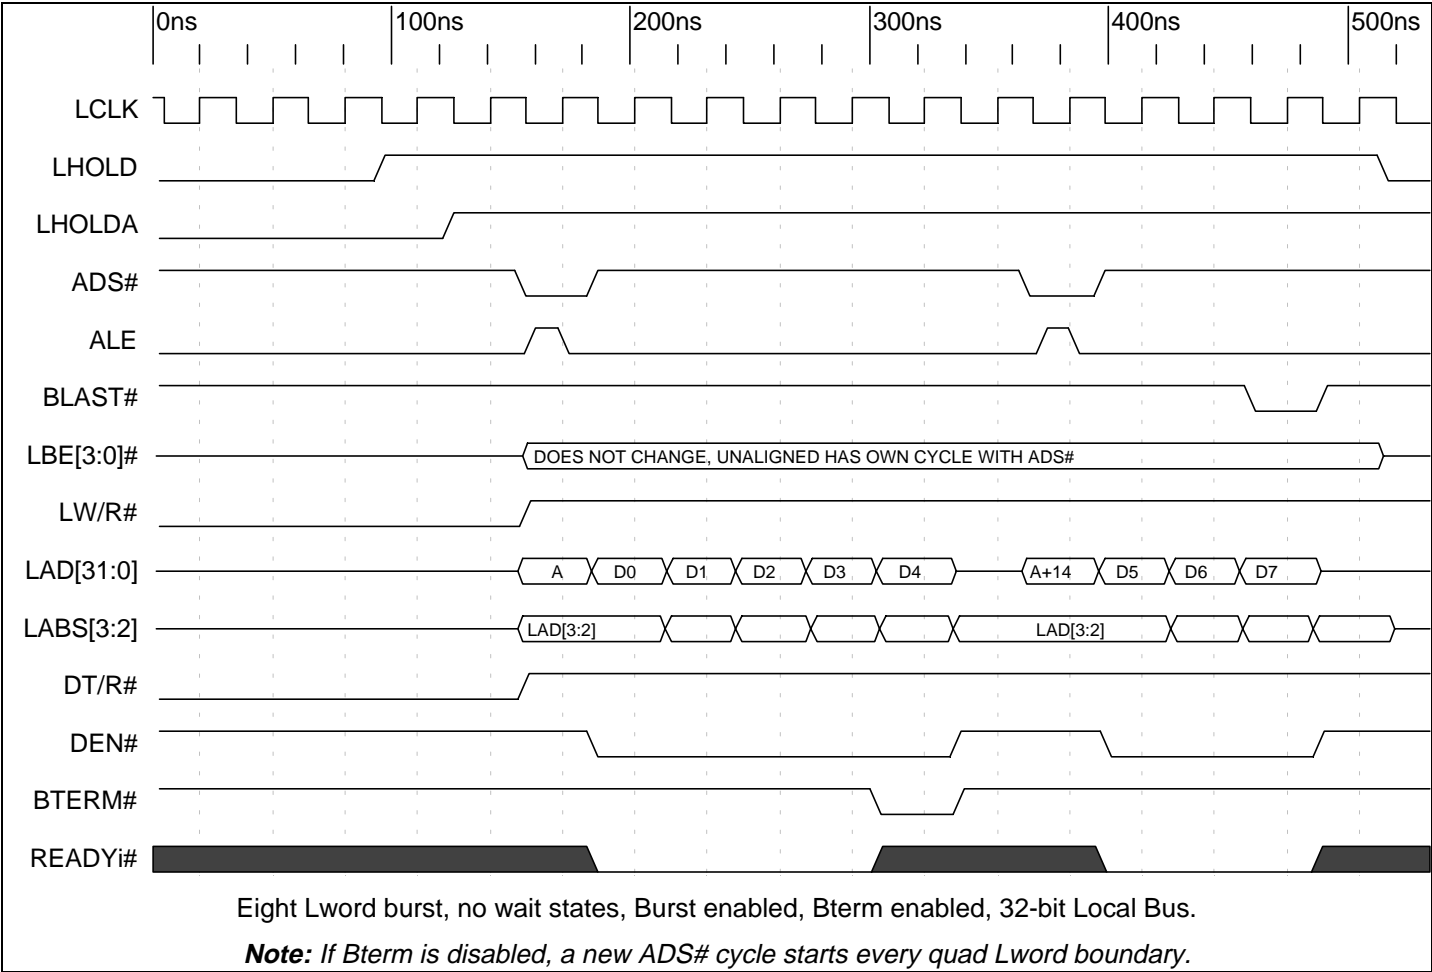 0ns 100ns 200ns 300ns 400ns 500ns
LCLK
LHOLD
LHOLDA
ADS#
ALE
BLAST#
LBE[3:0]# DOES NOT CHANGE, UNALIGNED HAS OWN CYCLE WITH ADS#
LW/R#
LAD[31:0] A D0 D1 D2 D3 D4 A+14 D5 D6 D7
LABS[3:2] LAD[3:2] LAD[3:2]
DT/R#
DEN#
BTERM#
READYi#
Eight Lword burst, no wait states, Burst enabled, Bterm enabled, 32-bit Local Bus.
Note: If Bterm is disabled, a new ADS# cycle starts every quad Lword boundary.